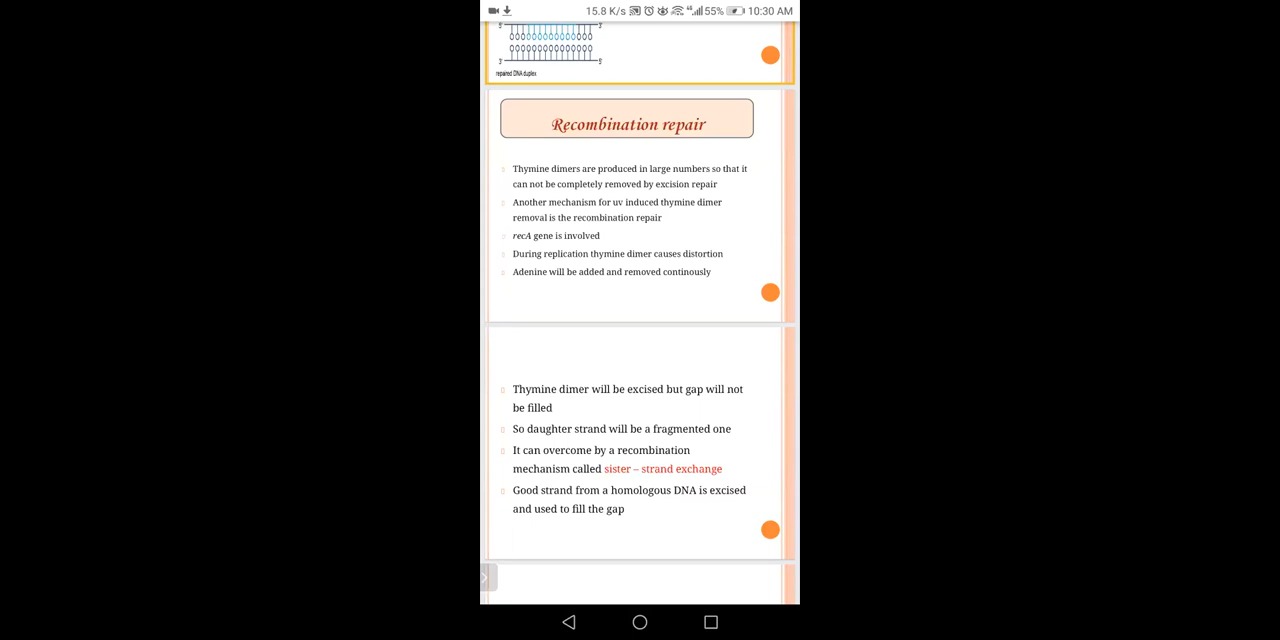 15.8 K/s 55% 10:30 AM
5' 3'
3' 5'
repaired DNA duplex
Recombination repair
Thymine dimers are produced in large numbers so that it
can not be completely removed by excision repair
Another mechanism for uv induced thymine dimer
removal is the recombination repair
recA gene is involved
During replication thymine dimer causes distortion
Adenine will be added and removed continously
Thymine dimer will be excised but gap will not
be filled
So daughter strand will be a fragmented one
It can overcome by a recombination
mechanism called sister – strand exchange
Good strand from a homologous DNA is excised
and used to fill the gap